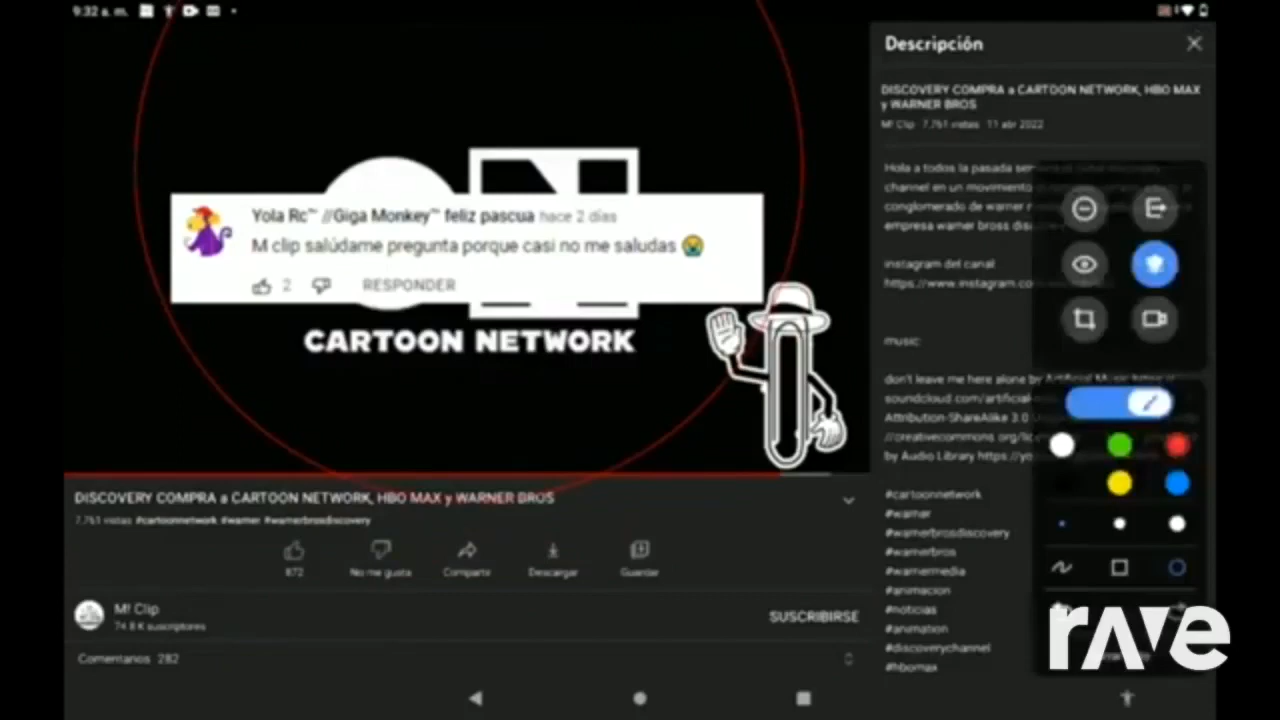 9:32 a. m.
Yola Rc™ //Giga Monkey™ feliz pascua hace 2 días
M clip salúdame pregunta porque casi no me saludas 😭
2 RESPONDER
CARTOON NETWORK
DISCOVERY COMPRA a CARTOON NETWORK, HBO MAX y WARNER BROS
7.761 vistas #cartoonnetwork #warner #warnerbrosdiscovery
872 No me gusta Compartir Descargar Guardar
M! Clip
74.8 K suscriptores
SUSCRIBIRSE
Comentarios 282
Descripción
DISCOVERY COMPRA a CARTOON NETWORK, HBO MAX
y WARNER BROS
M! Clip 7.761 vistas 11 abr 2022
Hola a todos la pasada
channel en un movimiento
conglomerado de warner
empresa warner bross
instagram del canal
https://www.instagram.co
music:
don't leave me here alone by Artificial Music
soundcloud.com/artificial
Attribution-ShareAlike 3.0
//creativecommons.org/lic
by Audio Library https://yo
#cartoonnetwork
#warner
#warnerbrosdiscovery
#warnerbros
#warnermedia
#animacion
#noticias
#animation
#discoverychannel
#hbomax
rave